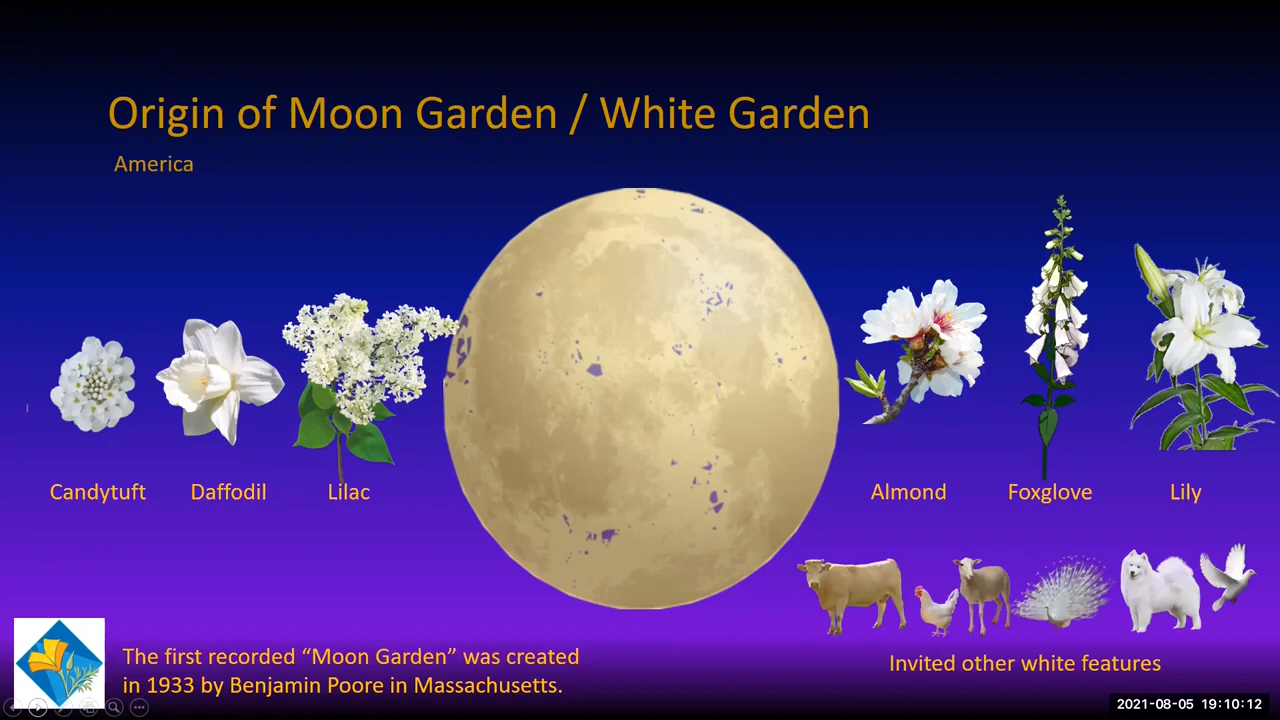 Origin of Moon Garden / White Garden
America
Candytuft
Daffodil
Lilac
Almond
Foxglove
Lily
The first recorded “Moon Garden” was created
in 1933 by Benjamin Poore in Massachusetts.
Invited other white features
2021-08-05 19:10:12